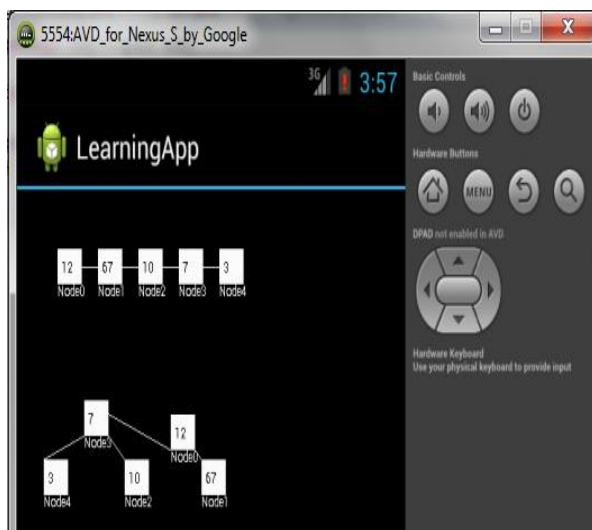 5554:AVD_for_Nexus_S_by_Google
3G 3:57
LearningApp
12 67 10 7 3
Node0 Node1 Node2 Node3 Node4
7
Node3
12
Node0
3 10 67
Node4 Node2 Node1
Basic Controls
Hardware Buttons
MENU
DPAD not enabled in AVD
Hardware Keyboard
Use your physical keyboard to provide input